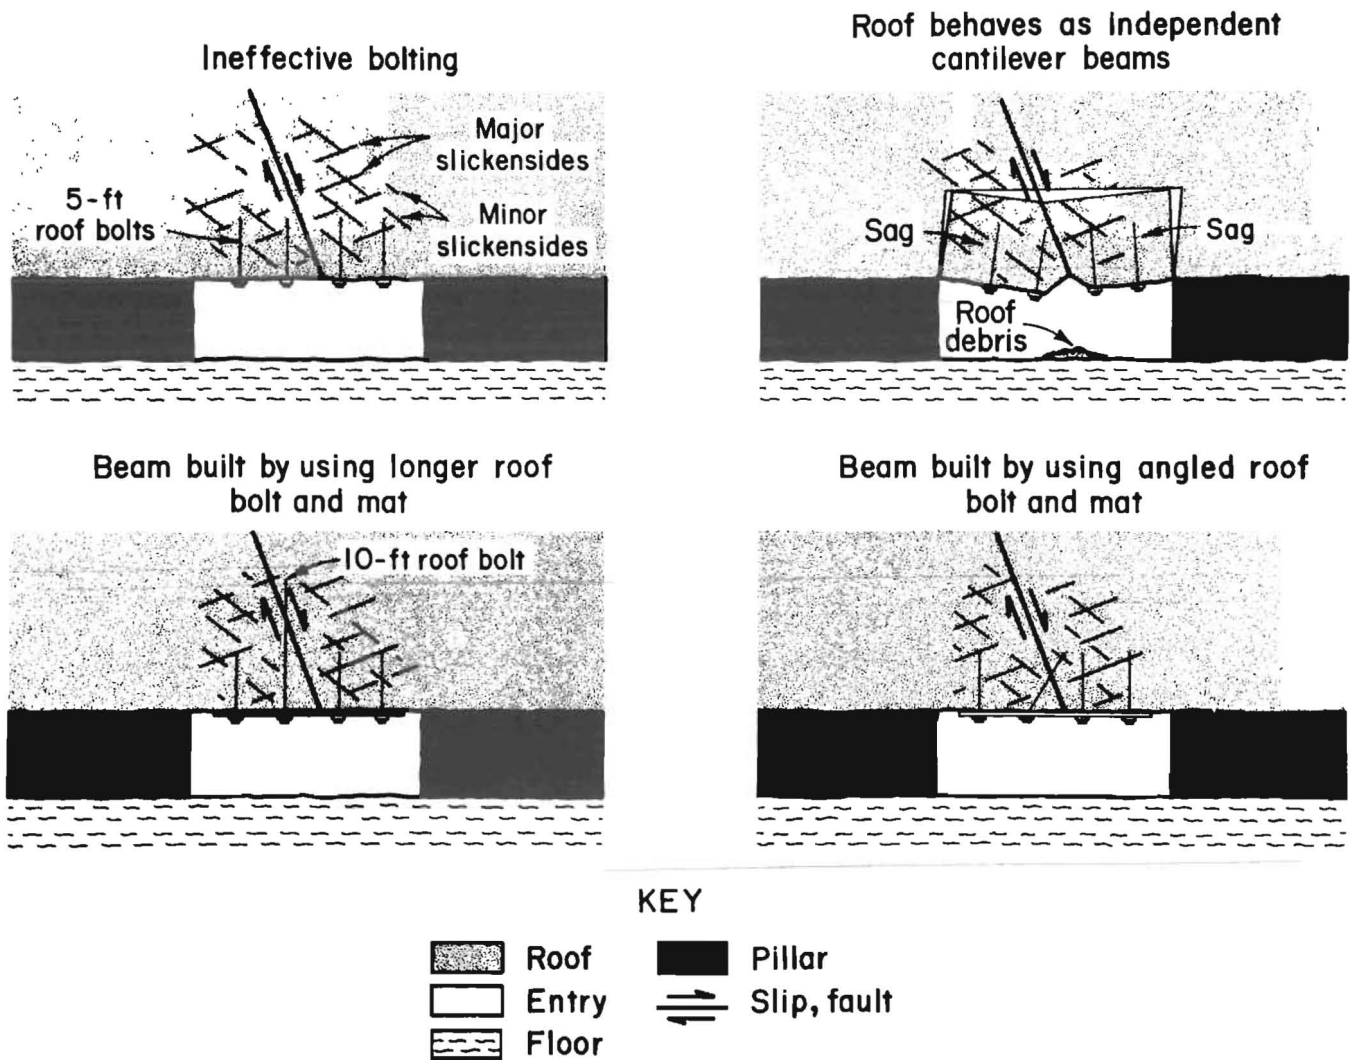 Ineffective bolting
Major
slickensides
5-ft
roof bolts
Minor
slickensides
Roof behaves as independent
cantilever beams
Sag
Sag
Roof
debris
Beam built by using longer roof
bolt and mat
10-ft roof bolt
Beam built by using angled roof
bolt and mat
KEY
Roof
Pillar
Entry
Slip, fault
Floor